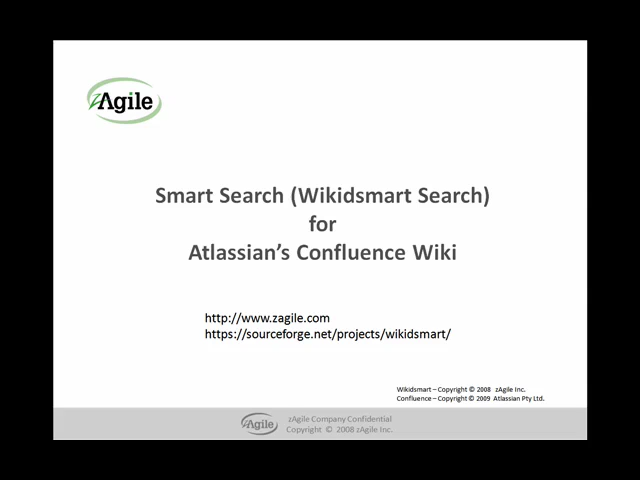 zAgile
Smart Search (Wikidsmart Search)
for
Atlassian's Confluence Wiki
http://www.zagile.com
https://sourceforge.net/projects/wikidsmart/
Wikidsmart – Copyright © 2008 zAgile Inc.
Confluence – Copyright © 2009 Atlassian Pty Ltd.
zAgile
zAgile Company Confidential
Copyright © 2008 zAgile Inc.